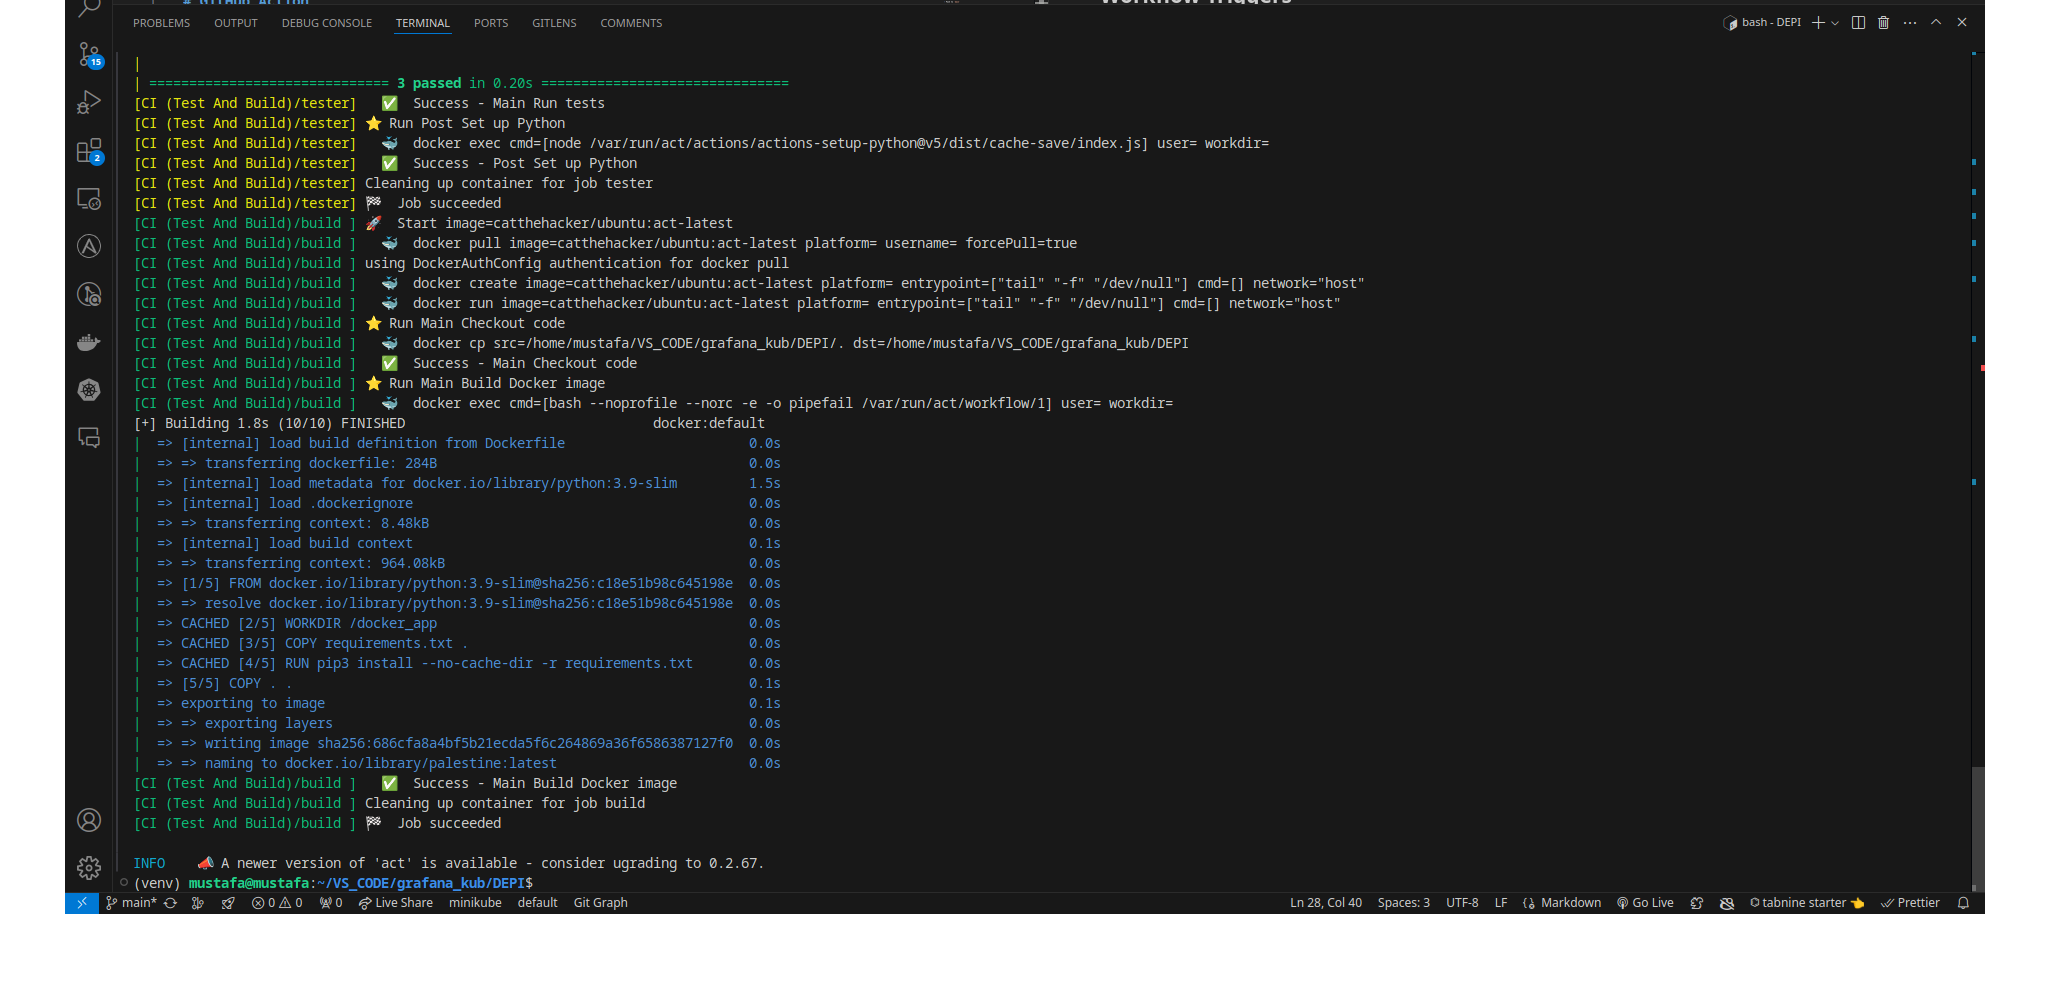 # GitHub Action
Workflow Triggers
PROBLEMS OUTPUT DEBUG CONSOLE TERMINAL PORTS GITLENS COMMENTS
bash - DEPI
15
2
|
| ============================== 3 passed in 0.20s ===============================
[CI (Test And Build)/tester] ✅ Success - Main Run tests
[CI (Test And Build)/tester] ⭐ Run Post Set up Python
[CI (Test And Build)/tester] 🐳 docker exec cmd=[node /var/run/act/actions/actions-setup-python@v5/dist/cache-save/index.js] user= workdir=
[CI (Test And Build)/tester] ✅ Success - Post Set up Python
[CI (Test And Build)/tester] Cleaning up container for job tester
[CI (Test And Build)/tester] 🏁 Job succeeded
[CI (Test And Build)/build ] 🚀 Start image=catthehacker/ubuntu:act-latest
[CI (Test And Build)/build ] 🐳 docker pull image=catthehacker/ubuntu:act-latest platform= username= forcePull=true
[CI (Test And Build)/build ] using DockerAuthConfig authentication for docker pull
[CI (Test And Build)/build ] 🐳 docker create image=catthehacker/ubuntu:act-latest platform= entrypoint=["tail" "-f" "/dev/null"] cmd=[] network="host"
[CI (Test And Build)/build ] 🐳 docker run image=catthehacker/ubuntu:act-latest platform= entrypoint=["tail" "-f" "/dev/null"] cmd=[] network="host"
[CI (Test And Build)/build ] ⭐ Run Main Checkout code
[CI (Test And Build)/build ] 🐳 docker cp src=/home/mustafa/VS_CODE/grafana_kub/DEPI/. dst=/home/mustafa/VS_CODE/grafana_kub/DEPI
[CI (Test And Build)/build ] ✅ Success - Main Checkout code
[CI (Test And Build)/build ] ⭐ Run Main Build Docker image
[CI (Test And Build)/build ] 🐳 docker exec cmd=[bash --noprofile --norc -e -o pipefail /var/run/act/workflow/1] user= workdir=
[+] Building 1.8s (10/10) FINISHED docker:default
| => [internal] load build definition from Dockerfile 0.0s
| => => transferring dockerfile: 284B 0.0s
| => [internal] load metadata for docker.io/library/python:3.9-slim 1.5s
| => [internal] load .dockerignore 0.0s
| => => transferring context: 8.48kB 0.0s
| => [internal] load build context 0.1s
| => => transferring context: 964.08kB 0.0s
| => [1/5] FROM docker.io/library/python:3.9-slim@sha256:c18e51b98c645198e 0.0s
| => => resolve docker.io/library/python:3.9-slim@sha256:c18e51b98c645198e 0.0s
| => CACHED [2/5] WORKDIR /docker_app 0.0s
| => CACHED [3/5] COPY requirements.txt . 0.0s
| => CACHED [4/5] RUN pip3 install --no-cache-dir -r requirements.txt 0.0s
| => [5/5] COPY . . 0.1s
| => exporting to image 0.1s
| => => exporting layers 0.0s
| => => writing image sha256:686cfa8a4bf5b21ecda5f6c264869a36f6586387127f0 0.0s
| => => naming to docker.io/library/palestine:latest 0.0s
[CI (Test And Build)/build ] ✅ Success - Main Build Docker image
[CI (Test And Build)/build ] Cleaning up container for job build
[CI (Test And Build)/build ] 🏁 Job succeeded
INFO 📣 A newer version of 'act' is available - consider ugrading to 0.2.67.
(venv) mustafa@mustafa:~/VS_CODE/grafana_kub/DEPI$
main* 0 0 0 Live Share minikube default Git Graph Ln 28, Col 40 Spaces: 3 UTF-8 LF Markdown Go Live tabnine starter 👈 Prettier